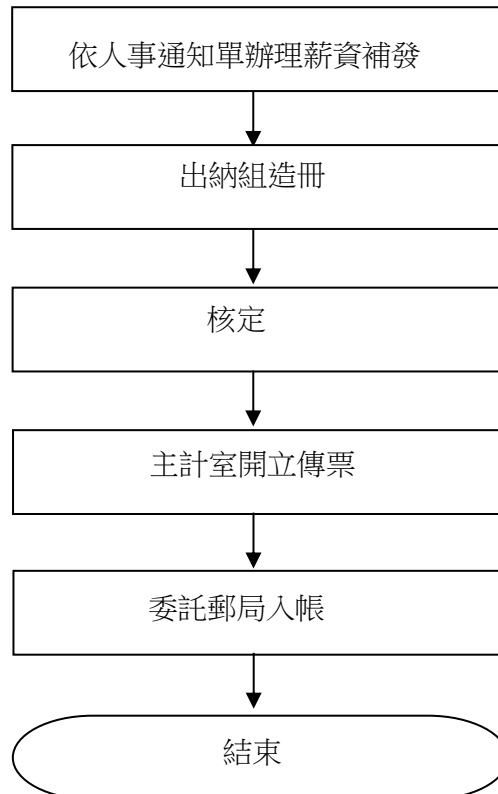 依人事通知單辦理薪資補發
出納組造冊
核定
主計室開立傳票
委託郵局入帳
結束